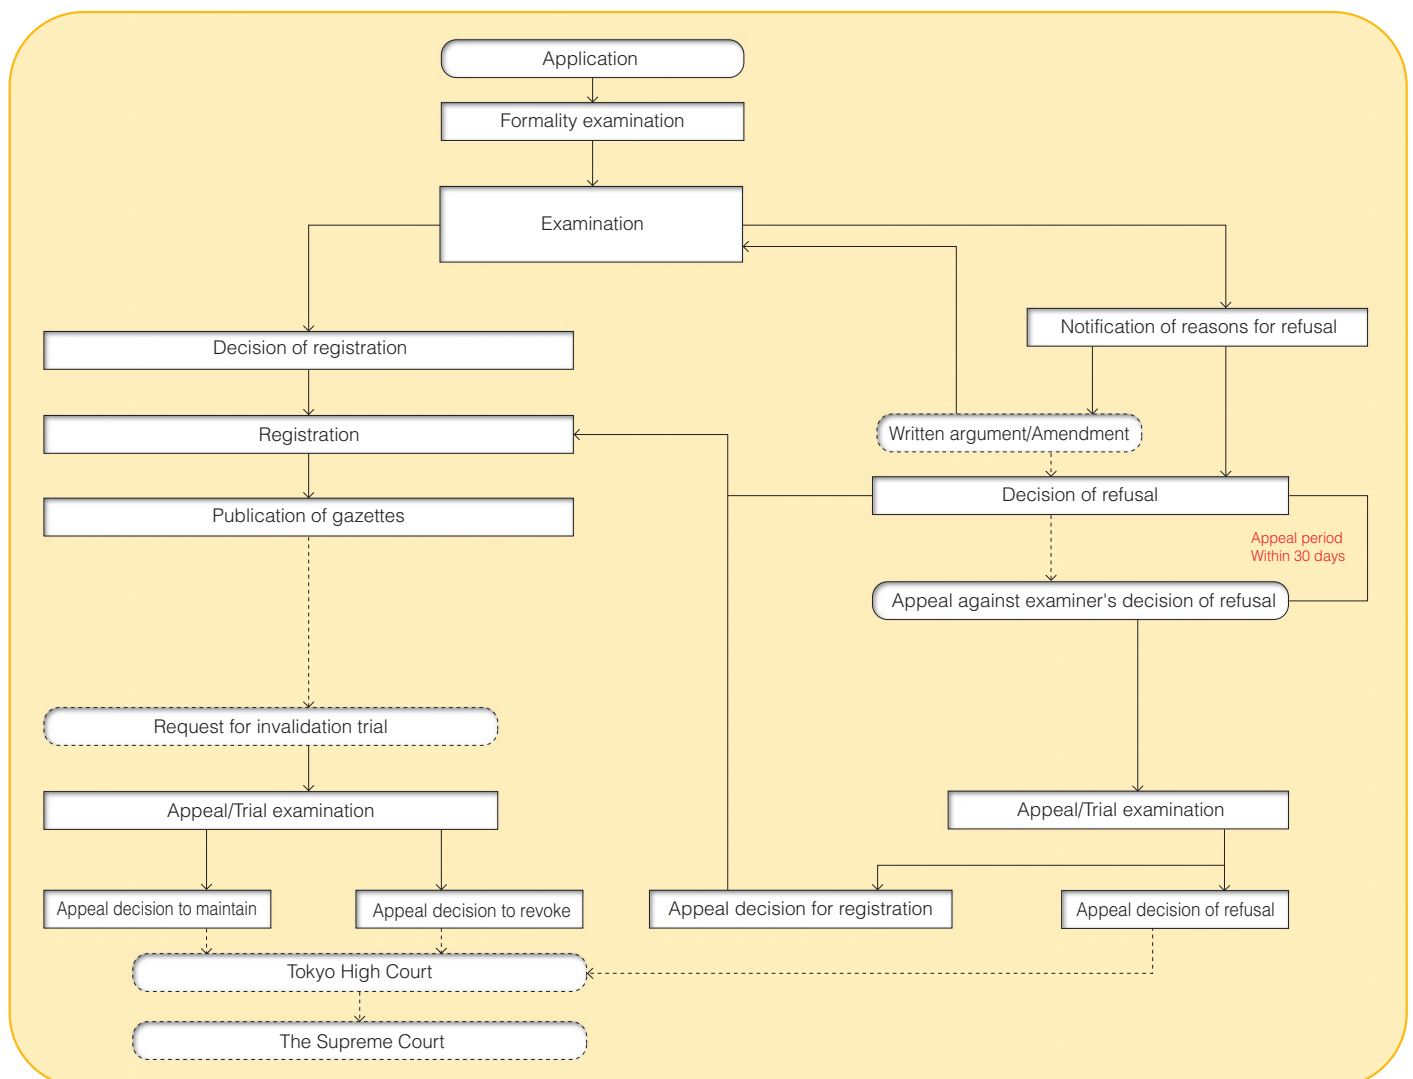 Application
Formality examination
Examination
Notification of reasons for refusal
Decision of registration
Registration
Written argument/Amendment
Decision of refusal
Publication of gazettes
Appeal period
Within 30 days
Appeal against examiner's decision of refusal
Request for invalidation trial
Appeal/Trial examination
Appeal/Trial examination
Appeal decision to maintain
Appeal decision to revoke
Appeal decision for registration
Appeal decision of refusal
Tokyo High Court
The Supreme Court